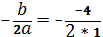 -b/2a = - -4/2 * 1